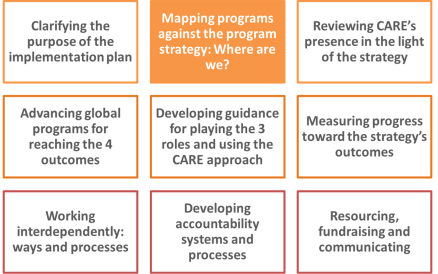 Clarifying the
purpose of the
implementation plan
Mapping programs
against the program
strategy: Where are
we?
Reviewing CARE's
presence in the light
of the strategy
Advancing global
programs for
reaching the 4
outcomes
Developing guidance
for playing the 3
roles and using the
CARE approach
Measuring progress
toward the strategy's
outcomes
Working
interdependently:
ways and processes
Developing
accountability
systems and
processes
Resourcing,
fundraising and
communicating